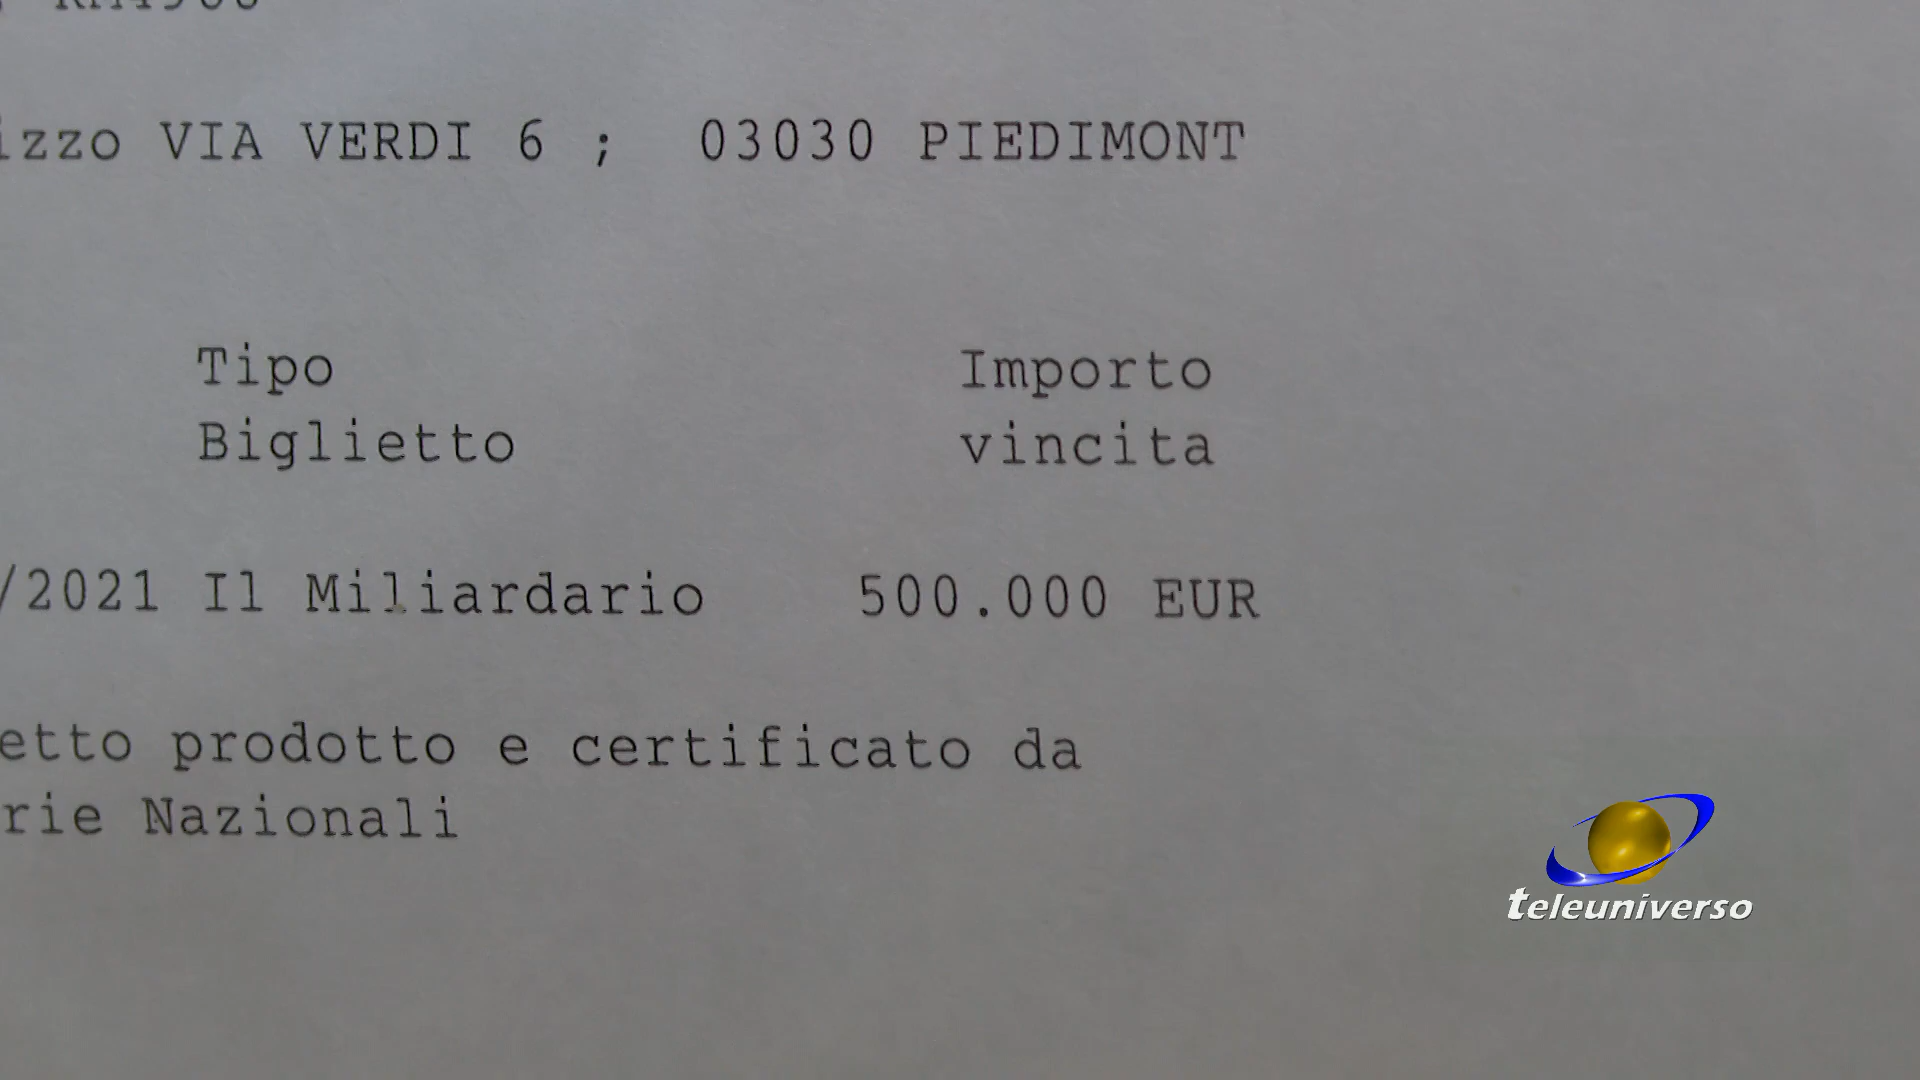 izzo VIA VERDI 6 ; 03030 PIEDIMONT
Tipo Importo
Biglietto vincita
/2021 Il Miliardario 500.000 EUR
etto prodotto e certificato da
rie Nazionali
teleuniverso